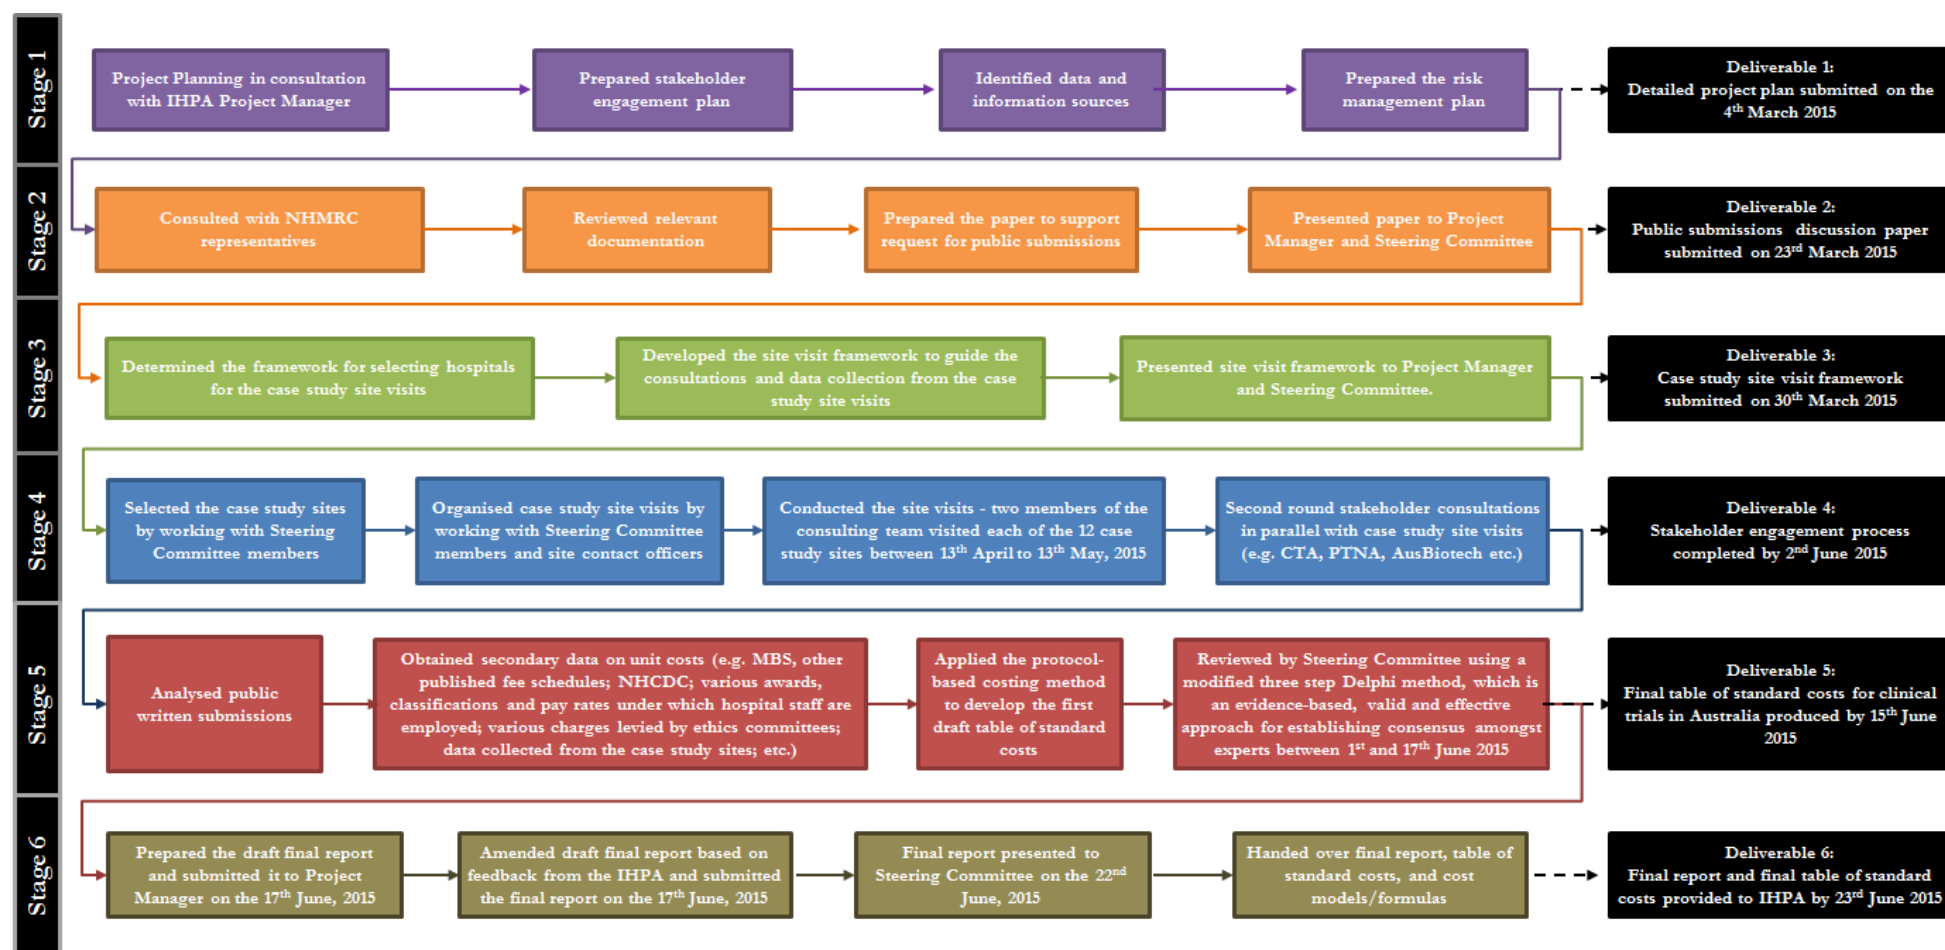 Stage 1
Project Planning in consultation
with IHPA Project Manager
Prepared stakeholder
engagement plan
Identified data and
information sources
Prepared the risk
management plan
Deliverable 1:
Detailed project plan submitted on the
4th March 2015
Stage 2
Consulted with NHMRC
representatives
Reviewed relevant
documentation
Prepared the paper to support
request for public submissions
Presented paper to Project
Manager and Steering Committee
Deliverable 2:
Public submissions discussion paper
submitted on 23rd March 2015
Stage 3
Determined the framework for selecting hospitals
for the case study site visits
Developed the site visit framework to guide the
consultations and data collection from the case
study site visits
Presented site visit framework to Project Manager
and Steering Committee.
Deliverable 3:
Case study site visit framework
submitted on 30th March 2015
Stage 4
Selected the case study sites
by working with Steering
Committee members
Organised case study site visits by
working with Steering Committee
members and site contact officers
Conducted the site visits - two members of the
consulting team visited each of the 12 case
study sites between 13th April to 13th May, 2015
Second round stakeholder consultations
in parallel with case study site visits
(e.g. CTA, PTNA, AusBiotech etc.)
Deliverable 4:
Stakeholder engagement process
completed by 2nd June 2015
Stage 5
Analysed public
written submissions
Obtained secondary data on unit costs (e.g. MBS, other
published fee schedules; NHCDC; various awards,
classifications and pay rates under which hospital staff are
employed; various charges levied by ethics committees;
data collected from the case study sites; etc.)
Applied the protocol-
based costing method
to develop the first
draft table of standard
costs
Reviewed by Steering Committee using a
modified three step Delphi method, which is
an evidence-based, valid and effective
approach for establishing consensus amongst
experts between 1st and 17th June 2015
Deliverable 5:
Final table of standard costs for clinical
trials in Australia produced by 15th June
2015
Stage 6
Prepared the draft final report
and submitted it to Project
Manager on the 17th June, 2015
Amended draft final report based on
feedback from the IHPA and submitted
the final report on the 17th June, 2015
Final report presented to
Steering Committee on the 22nd
June, 2015
Handed over final report, table of
standard costs, and cost
models/formulas
Deliverable 6:
Final report and final table of standard
costs provided to IHPA by 23rd June 2015